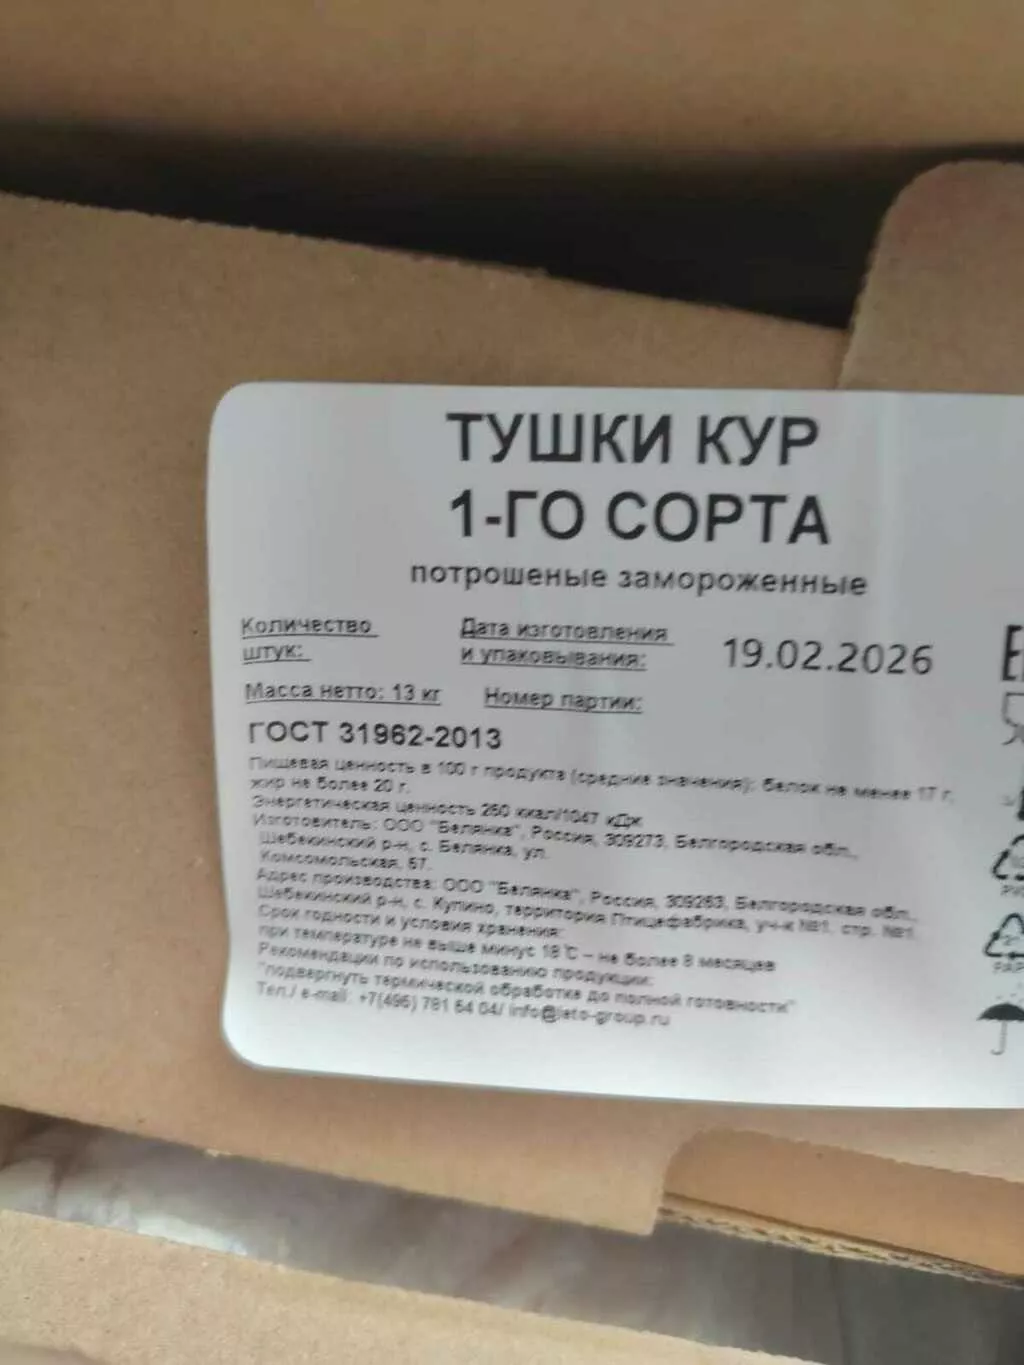 ТУШКИ КУР
1-ГО СОРТА
потрошеные замороженные
Количество
штук:
Дата изготовления
и упаковывания:
19.02.2026
Масса нетто: 13 кг
Номер партии:
ГОСТ 31962-2013
Пищевая ценность в 100 г продукта (средние значения): белок не менее 17 г,
жир не более 20 г.
Энергетическая ценность 260 ккал/1047 кДж
Изготовитель: ООО "Белянка", Россия, 309273, Белгородская обл.,
Шебекинский р-н, с. Белянка, ул.
Комсомольская, 67.
Адрес производства: ООО "Белянка", Россия, 309263, Белгородская обл.,
Шебекинский р-н, с. Купино, территория Птицефабрика, уч-к №1, стр. №1.
Срок годности и условия хранения:
при температуре не выше минус 18°С – не более 8 месяцев
Рекомендации по использованию продукции:
"подвергнуть термической обработке до полной готовности"
Тел./ e-mail: +7(495) 781 54 04/ info@leto-group.ru